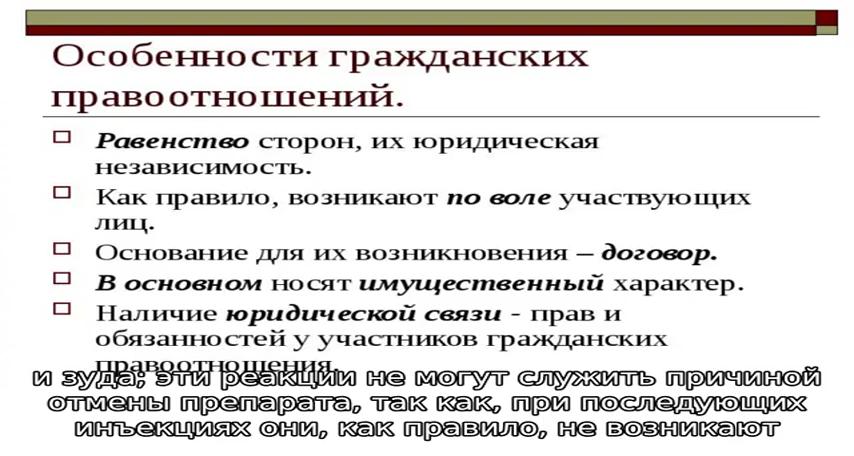 Особенности гражданских
правоотношений.
Равенство сторон, их юридическая
независимость.
Как правило, возникают по воле участвующих
лиц.
Основание для их возникновения – договор.
В основном носят имущественный характер.
Наличие юридической связи - прав и
обязанностей у участников гражданских
правоотношения.
и зуда; эти реакции не могут служить причиной
отмены препарата, так как, при последующих
инъекциях они, как правило, не возникают